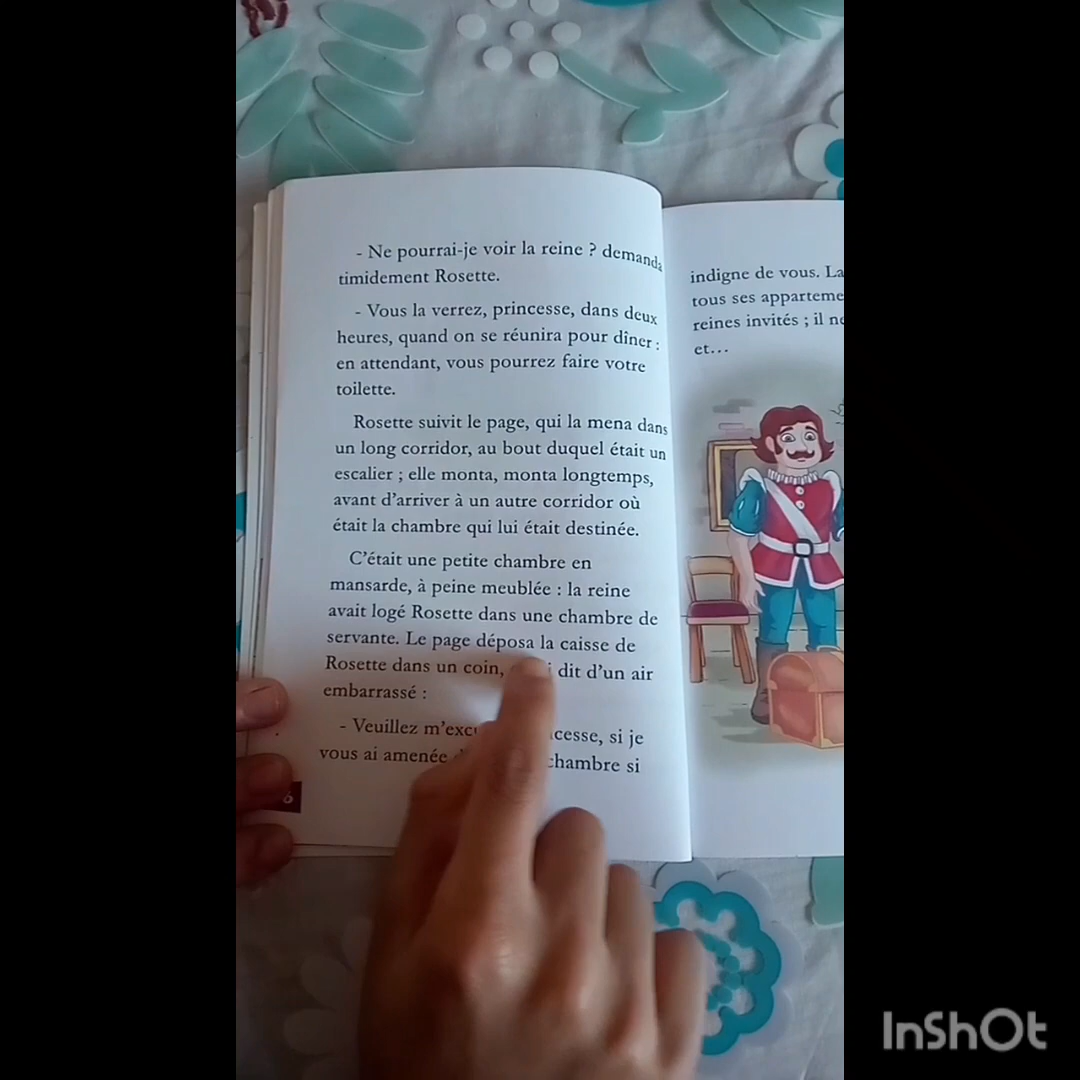 - Ne pourrai-je voir la reine ? demanda
timidement Rosette.
- Vous la verrez, princesse, dans deux
heures, quand on se réunira pour dîner :
en attendant, vous pourrez faire votre
toilette.
Rosette suivit le page, qui la mena dans
un long corridor, au bout duquel était un
escalier ; elle monta, monta longtemps,
avant d'arriver à un autre corridor où
était la chambre qui lui était destinée.
C'était une petite chambre en
mansarde, à peine meublée : la reine
avait logé Rosette dans une chambre de
servante. Le page déposa la caisse de
Rosette dans un coin, dit d'un air
embarrassé :
- Veuillez si je
vous ai amenée chambre si
indigne de vous. La
tous ses
reines invités ; il
et...
InShOt